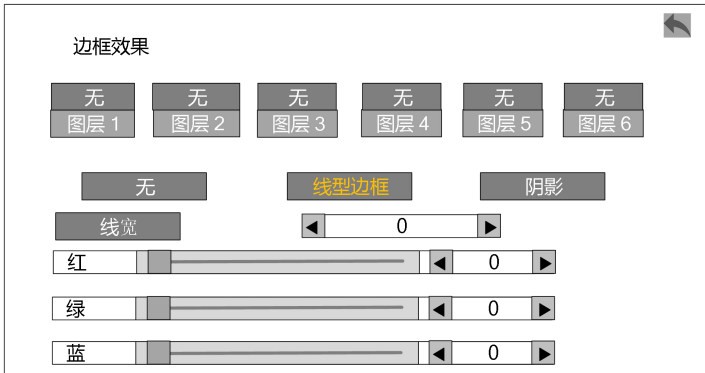 边框效果
无 无 无 无 无 无
图层 1 图层 2 图层 3 图层 4 图层 5 图层 6
无 线型边框 阴影
线宽 0
红 0
绿 0
蓝 0